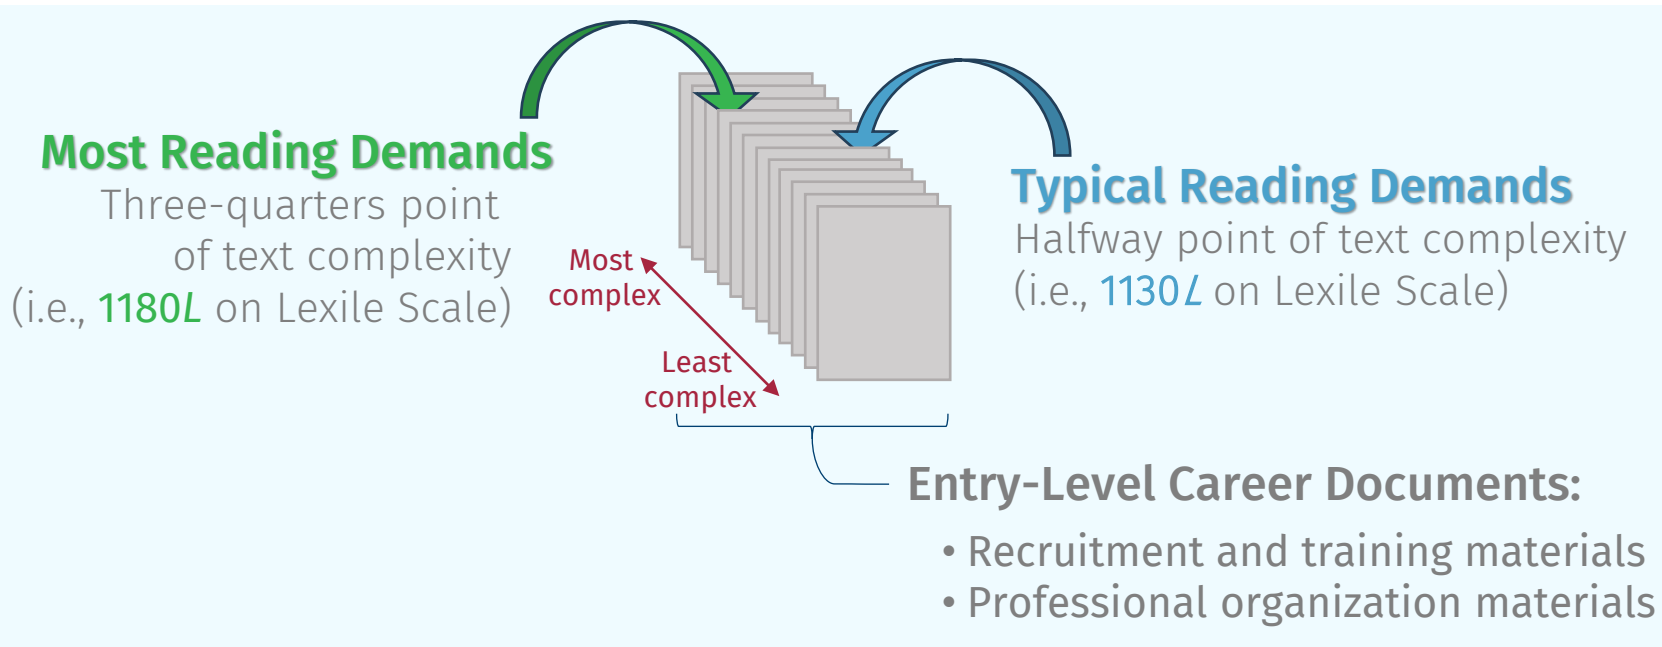 Most Reading Demands
Three-quarters point
of text complexity
(i.e., 1180L on Lexile Scale)
Typical Reading Demands
Halfway point of text complexity
(i.e., 1130L on Lexile Scale)
Most
complex
Least
complex
Entry-Level Career Documents:
• Recruitment and training materials
• Professional organization materials